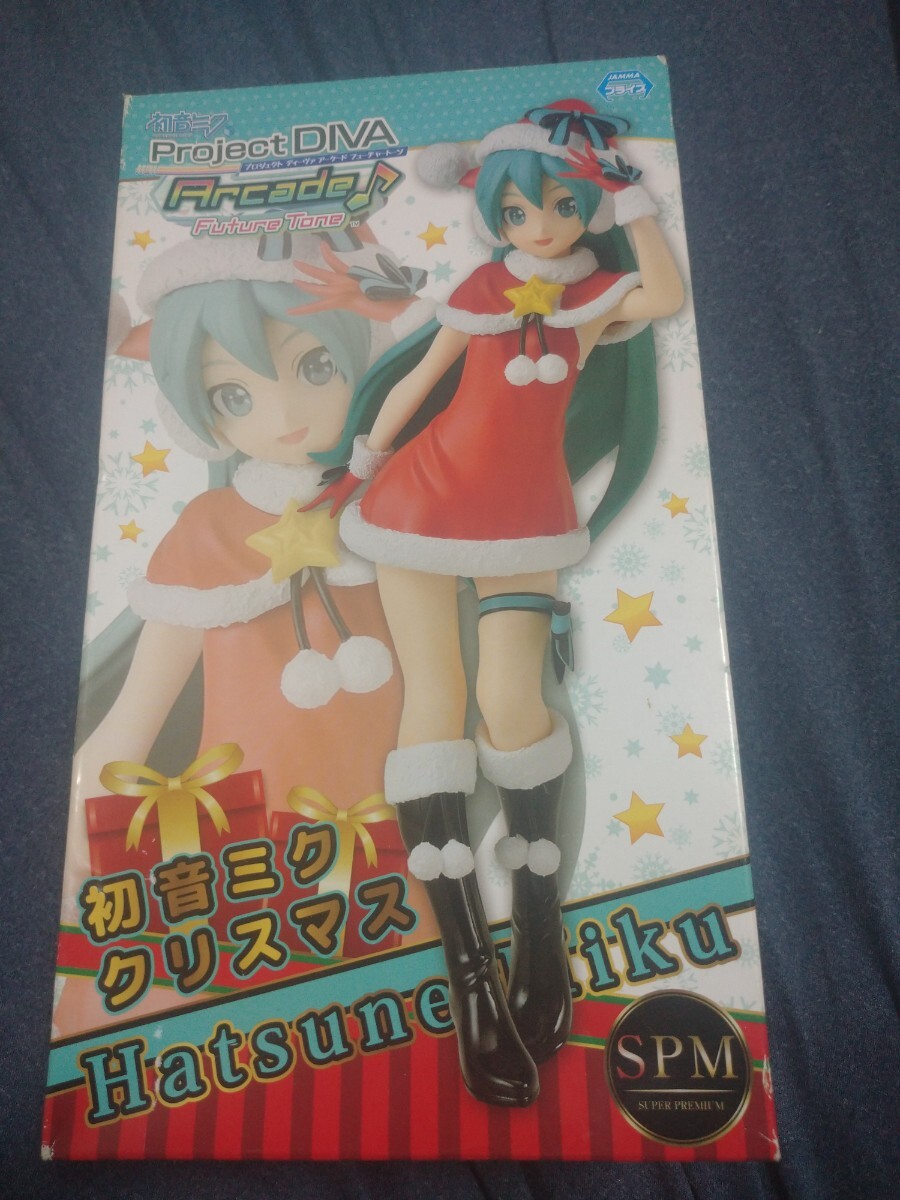 JAMMA
プライズ
初音ミク
Project DIVA
プロジェクト ディーヴァ アーケード フューチャートーン
Arcade
Future Tone
初音ミク
クリスマス
Hatsune Miku
SPM
SUPER PREMIUM